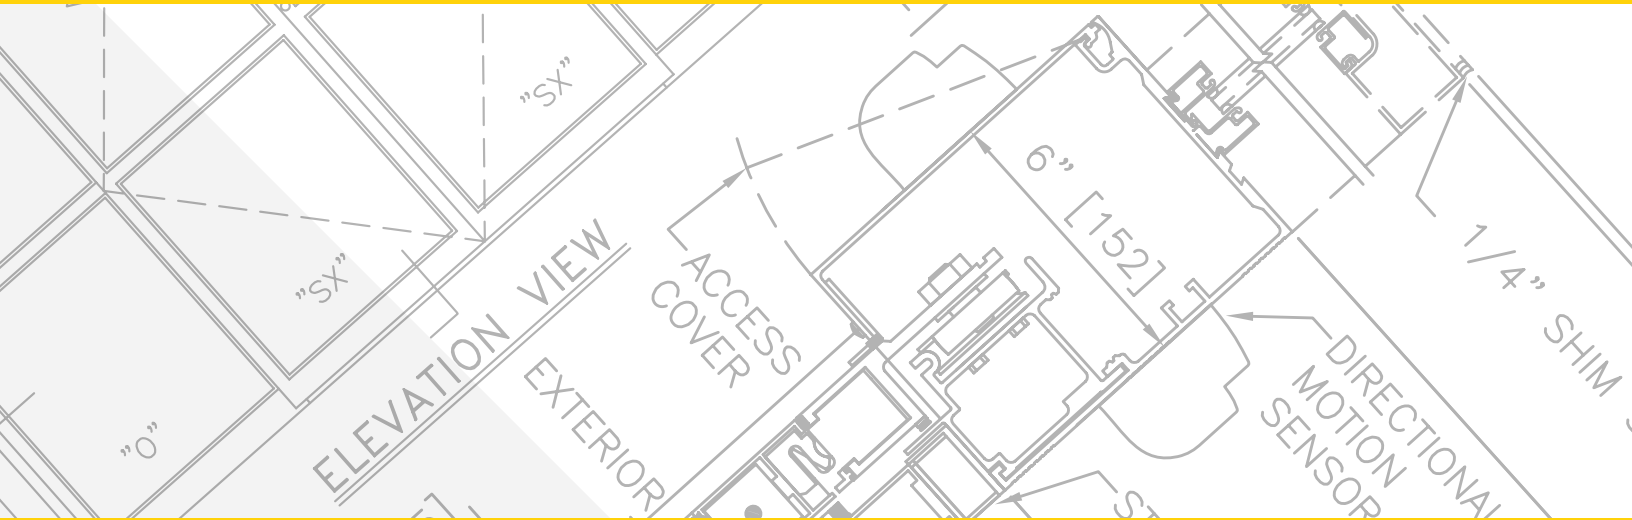 "SX"
"SX"
"O"
ELEVATION VIEW
ACCESS
COVER
EXTERIOR
6" [152]
1/4" SHIM
DIRECTIONAL
MOTION
SENSOR